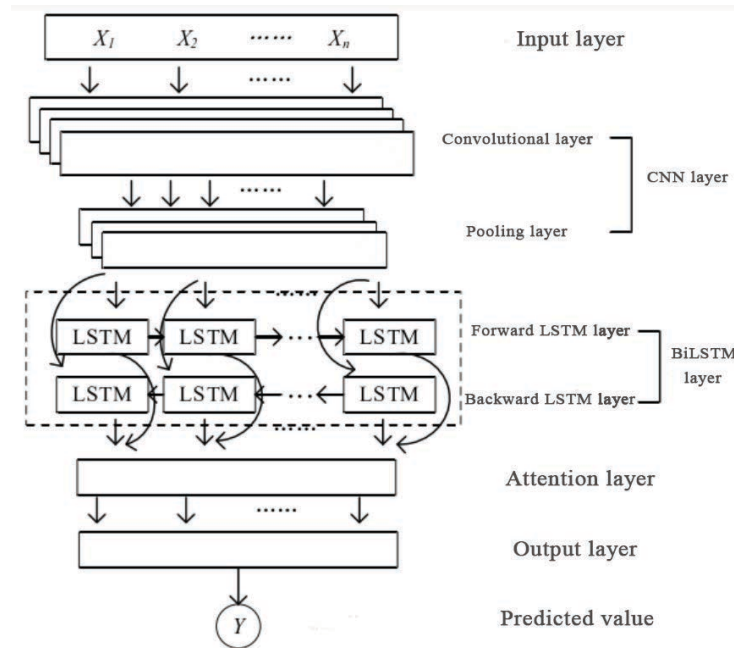 X1 X2 ...... Xn Input layer
......
Convolutional layer
CNN layer
......
Pooling layer
......
LSTM LSTM ... LSTM Forward LSTM layer
BiLSTM
layer
LSTM LSTM ... LSTM Backward LSTM layer
......
Attention layer
......
Output layer
Y Predicted value